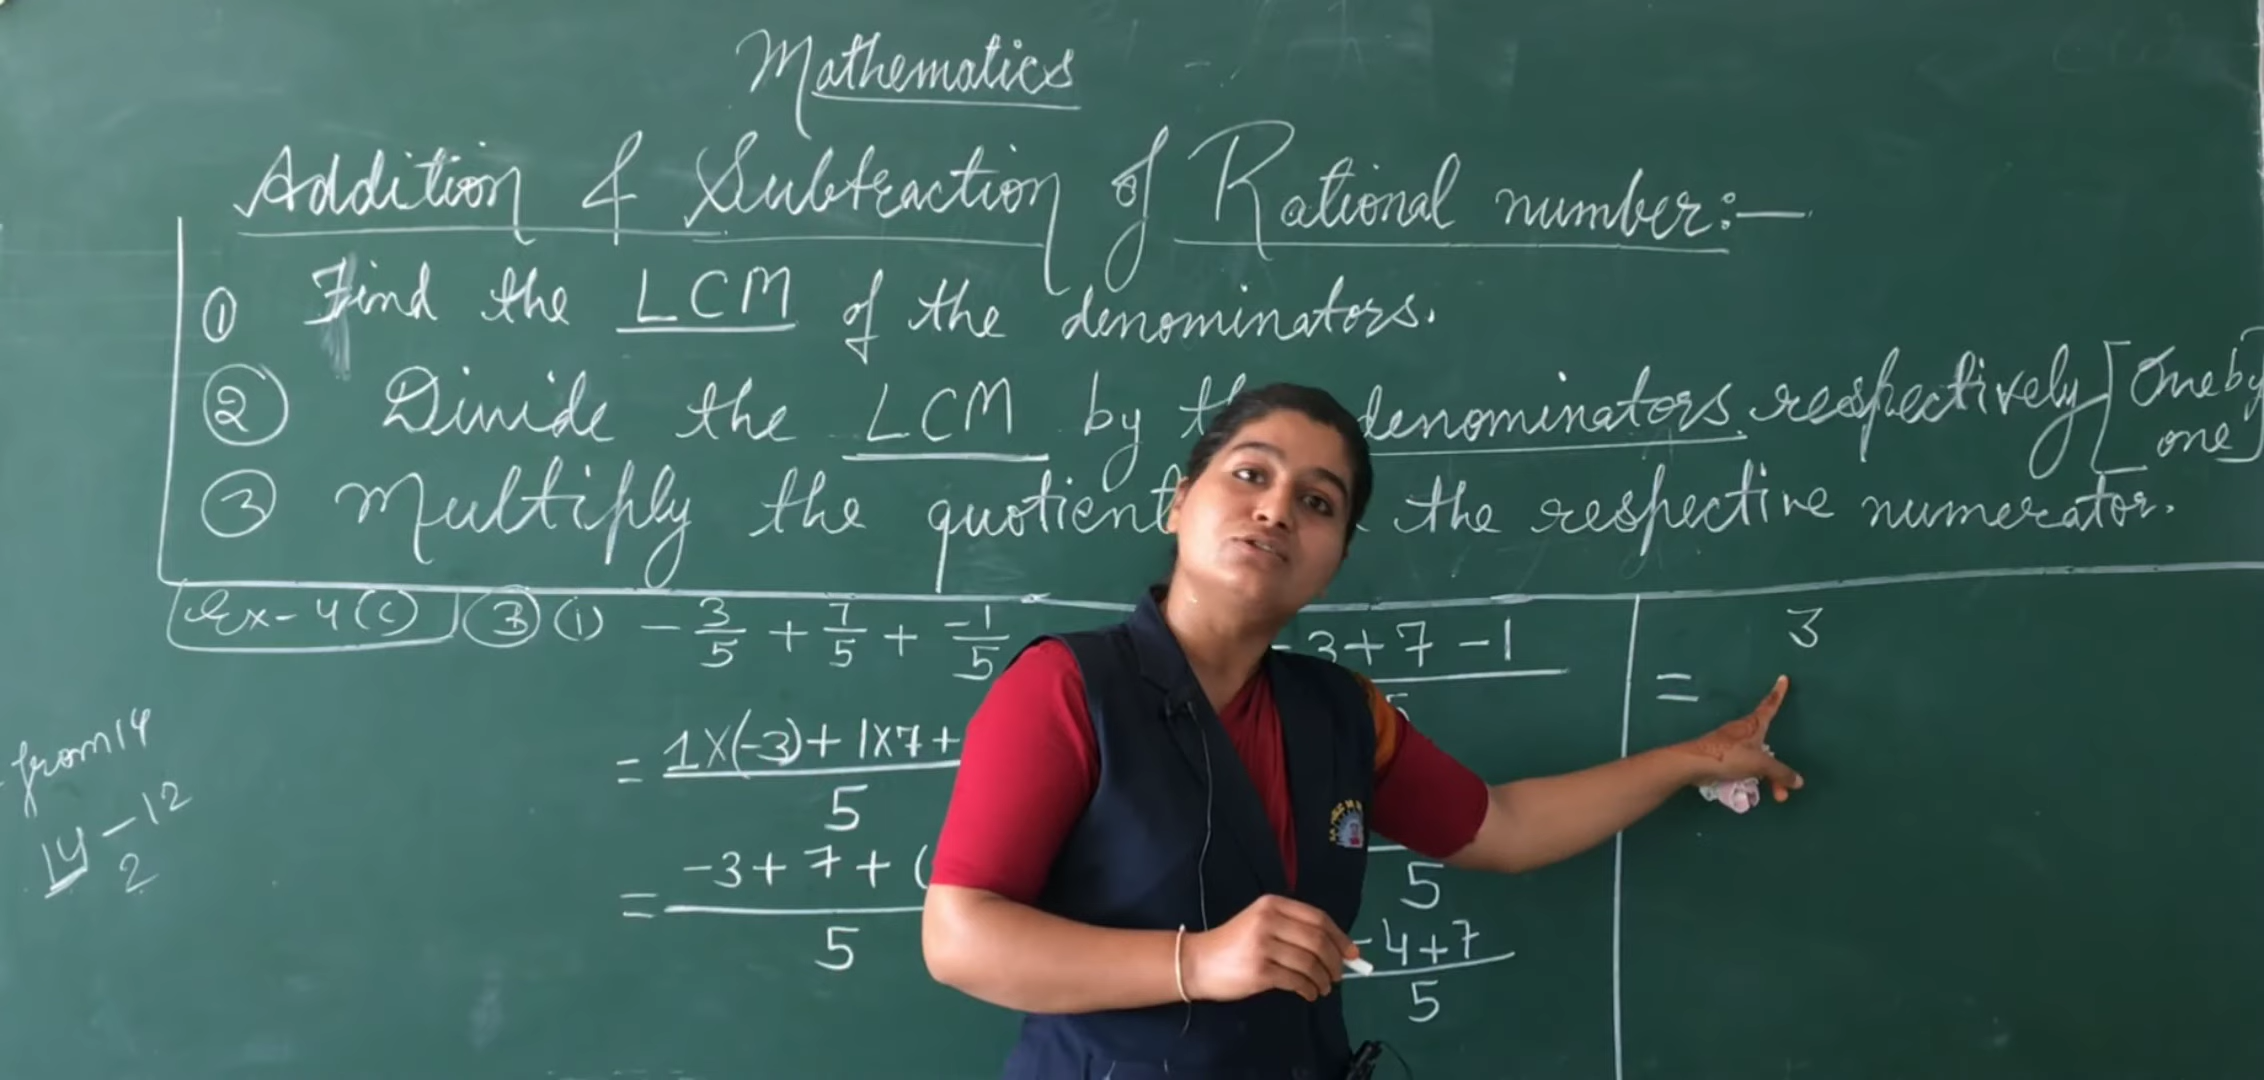 Mathematics
Addition & Subtraction of Rational number:—
① Find the LCM of the denominators.
② Divide the LCM by denominators respectively [One by one]
③ Multiply the quotient the respective numerator.
Ex-4(c) ③ (i) -3/5 + 7/5 + -1/5
= 1×(-3)+1×7+
5
= -3+7+(
5
-3+7-1
5
-4+7
5
= 3
from 14
14-12
2